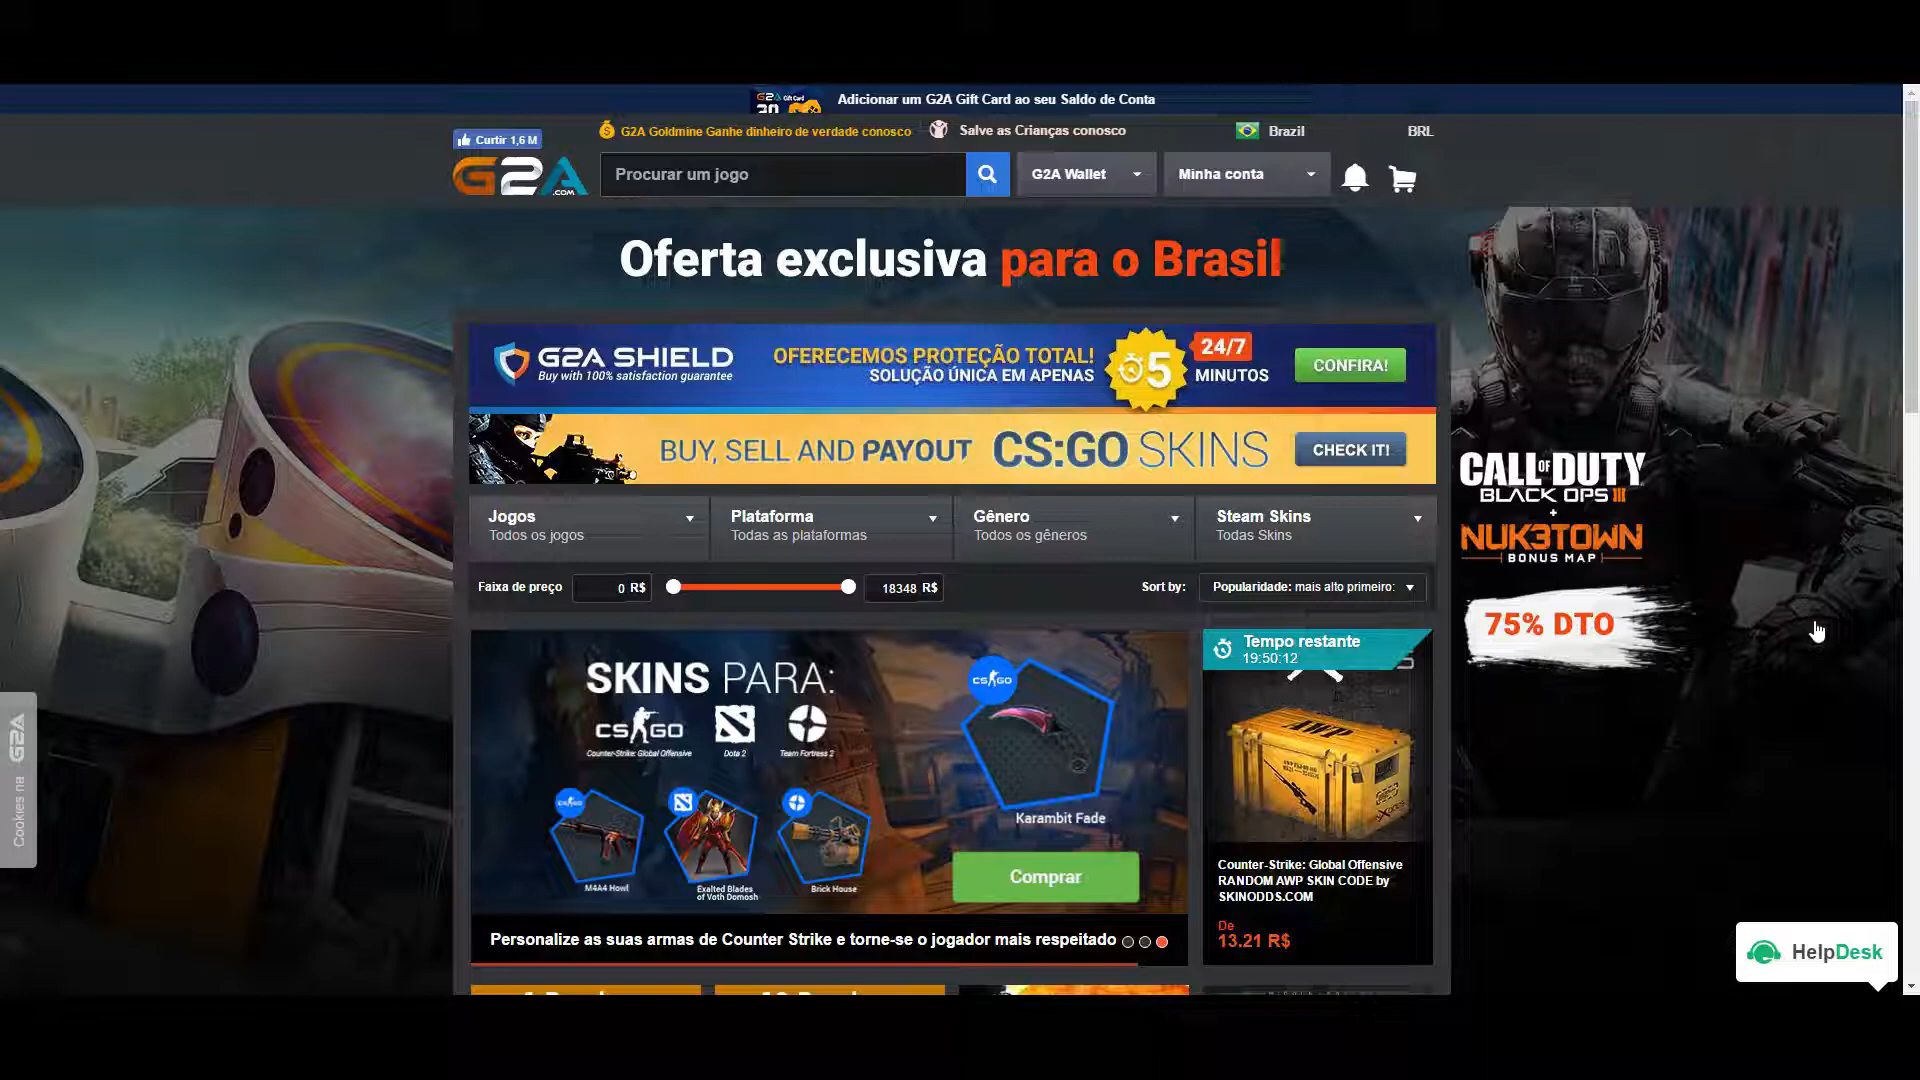 G2A Gift Card
Adicionar um G2A Gift Card ao seu Saldo de Conta
Curtir 1,6 M
G2A Goldmine Ganhe dinheiro de verdade conosco
Salve as Crianças conosco
Brazil
BRL
G2A
.COM
Procurar um jogo
G2A Wallet
Minha conta
Oferta exclusiva para o Brasil
G2A SHIELD
Buy with 100% satisfaction guarantee
OFERECEMOS PROTEÇÃO TOTAL!
SOLUÇÃO ÚNICA EM APENAS
5
24/7
MINUTOS
CONFIRA!
BUY, SELL AND PAYOUT CS:GO SKINS
CHECK IT!
CALL OF DUTY
BLACK OPS III
+
NUK3TOWN
BONUS MAP
75% DTO
Jogos
Todos os jogos
Plataforma
Todas as plataformas
Gênero
Todos os gêneros
Steam Skins
Todas Skins
Faixa de preço
0 R$
18348 R$
Sort by:
Popularidade: mais alto primeiro:
SKINS PARA:
CS GO
Counter-Strike: Global Offensive
Dota 2
Team Fortress 2
CS GO
M4A4 Howl
Exalted Blades
of Voth Domosh
Brick House
CS GO
Karambit Fade
Comprar
Personalize as suas armas de Counter Strike e torne-se o jogador mais respeitado
Tempo restante
19:50:12
AWP
Counter-Strike: Global Offensive
RANDOM AWP SKIN CODE by
SKINODDS.COM
De
13.21 R$
Cookies na G2A
HelpDesk